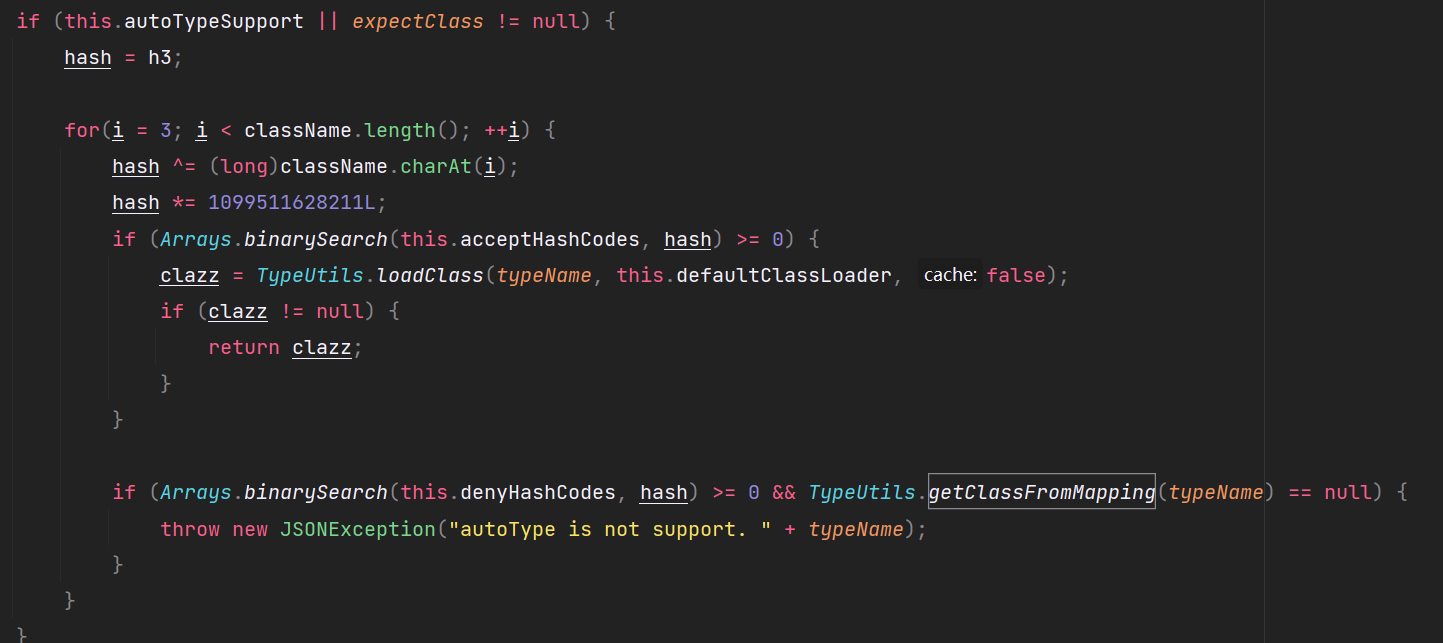 if (this.autoTypeSupport || expectClass != null) {
hash = h3;
for(i = 3; i < className.length(); ++i) {
hash ^= (long)className.charAt(i);
hash *= 1099511628211L;
if (Arrays.binarySearch(this.acceptHashCodes, hash) >= 0) {
clazz = TypeUtils.loadClass(typeName, this.defaultClassLoader, cache: false);
if (clazz != null) {
return clazz;
}
}
if (Arrays.binarySearch(this.denyHashCodes, hash) >= 0 && TypeUtils.getClassFromMapping(typeName) == null) {
throw new JSONException("autoType is not support. " + typeName);
}
}
}